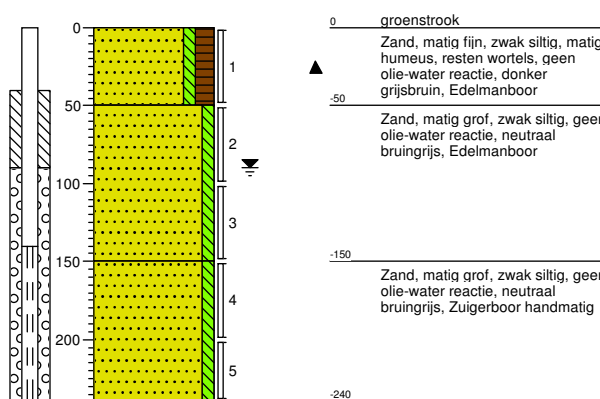 0
groenstrook
0
Zand, matig fijn, zwak siltig, matig
humeus, resten wortels, geen
olie-water reactie, donker
grijsbruin, Edelmanboor
1
50
-50
Zand, matig grof, zwak siltig, geen
olie-water reactie, neutraal
bruingrijs, Edelmanboor
2
100
3
150
-150
Zand, matig grof, zwak siltig, geen
olie-water reactie, neutraal
bruingrijs, Zuigerboor handmatig
4
200
5
-240